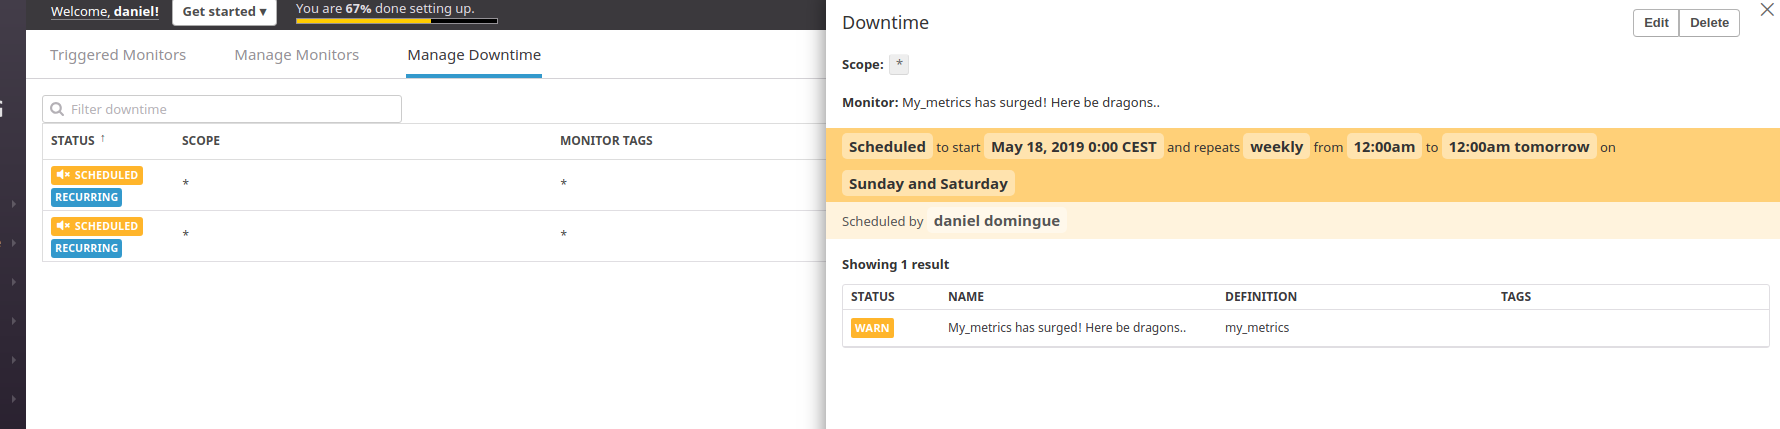 Welcome, daniel!
Get started ▾
You are 67% done setting up.
Triggered Monitors
Manage Monitors
Manage Downtime
Filter downtime
STATUS ↑ SCOPE MONITOR TAGS
SCHEDULED
RECURRING
* *
SCHEDULED
RECURRING
* *
Downtime
Edit Delete
Scope: *
Monitor: My_metrics has surged! Here be dragons..
Scheduled to start May 18, 2019 0:00 CEST and repeats weekly from 12:00am to 12:00am tomorrow on
Sunday and Saturday
Scheduled by daniel domingue
Showing 1 result
STATUS NAME DEFINITION TAGS
WARN My_metrics has surged! Here be dragons.. my_metrics